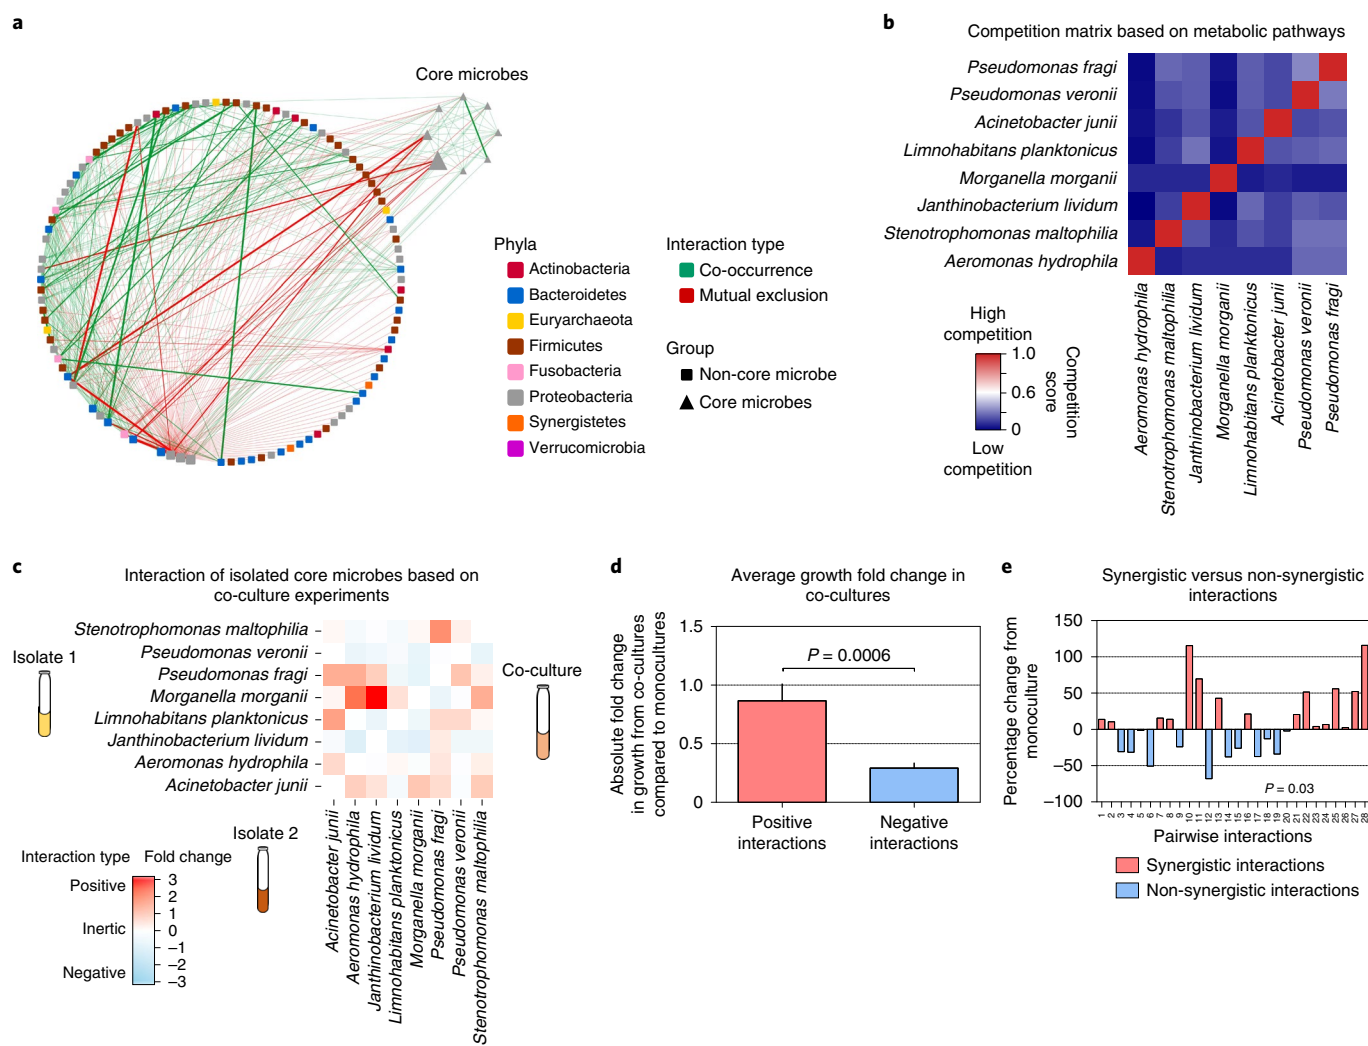 a
Core microbes
Phyla
Actinobacteria
Bacteroidetes
Euryarchaeota
Firmicutes
Fusobacteria
Proteobacteria
Synergistetes
Verrucomicrobia
Interaction type
Co-occurrence
Mutual exclusion
Group
Non-core microbe
Core microbes
b
Competition matrix based on metabolic pathways
Pseudomonas fragi
Pseudomonas veronii
Acinetobacter junii
Limnohabitans planktonicus
Morganella morganii
Janthinobacterium lividum
Stenotrophomonas maltophilia
Aeromonas hydrophila
Aeromonas hydrophila
Stenotrophomonas maltophilia
Janthinobacterium lividum
Morganella morganii
Limnohabitans planktonicus
Acinetobacter junii
Pseudomonas veronii
Pseudomonas fragi
High
competition
1.0
0.6
0
Low
competition
Competition
score
c
Interaction of isolated core microbes based on
co-culture experiments
Isolate 1
Stenotrophomonas maltophilia
Pseudomonas veronii
Pseudomonas fragi
Morganella morganii
Limnohabitans planktonicus
Janthinobacterium lividum
Aeromonas hydrophila
Acinetobacter junii
Co-culture
Isolate 2
Acinetobacter junii
Aeromonas hydrophila
Janthinobacterium lividum
Limnohabitans planktonicus
Morganella morganii
Pseudomonas fragi
Pseudomonas veronii
Stenotrophomonas maltophilia
Interaction type Fold change
Positive
Inertic
Negative
3
2
1
0
−1
−2
−3
d
Average growth fold change in
co-cultures
Absolute fold change
in growth from co-cultures
compared to monocultures
1.5
1.0
0.5
0
P = 0.0006
Positive
interactions
Negative
interactions
e
Synergistic versus non-synergistic
interactions
Percentage change from
monoculture
150
100
50
0
−50
−100
P = 0.03
1 2 3 4 5 6 7 8 9 10 11 12 13 14 15 16 17 18 19 20 21 22 23 24 25 26 27 28
Pairwise interactions
Synergistic interactions
Non-synergistic interactions